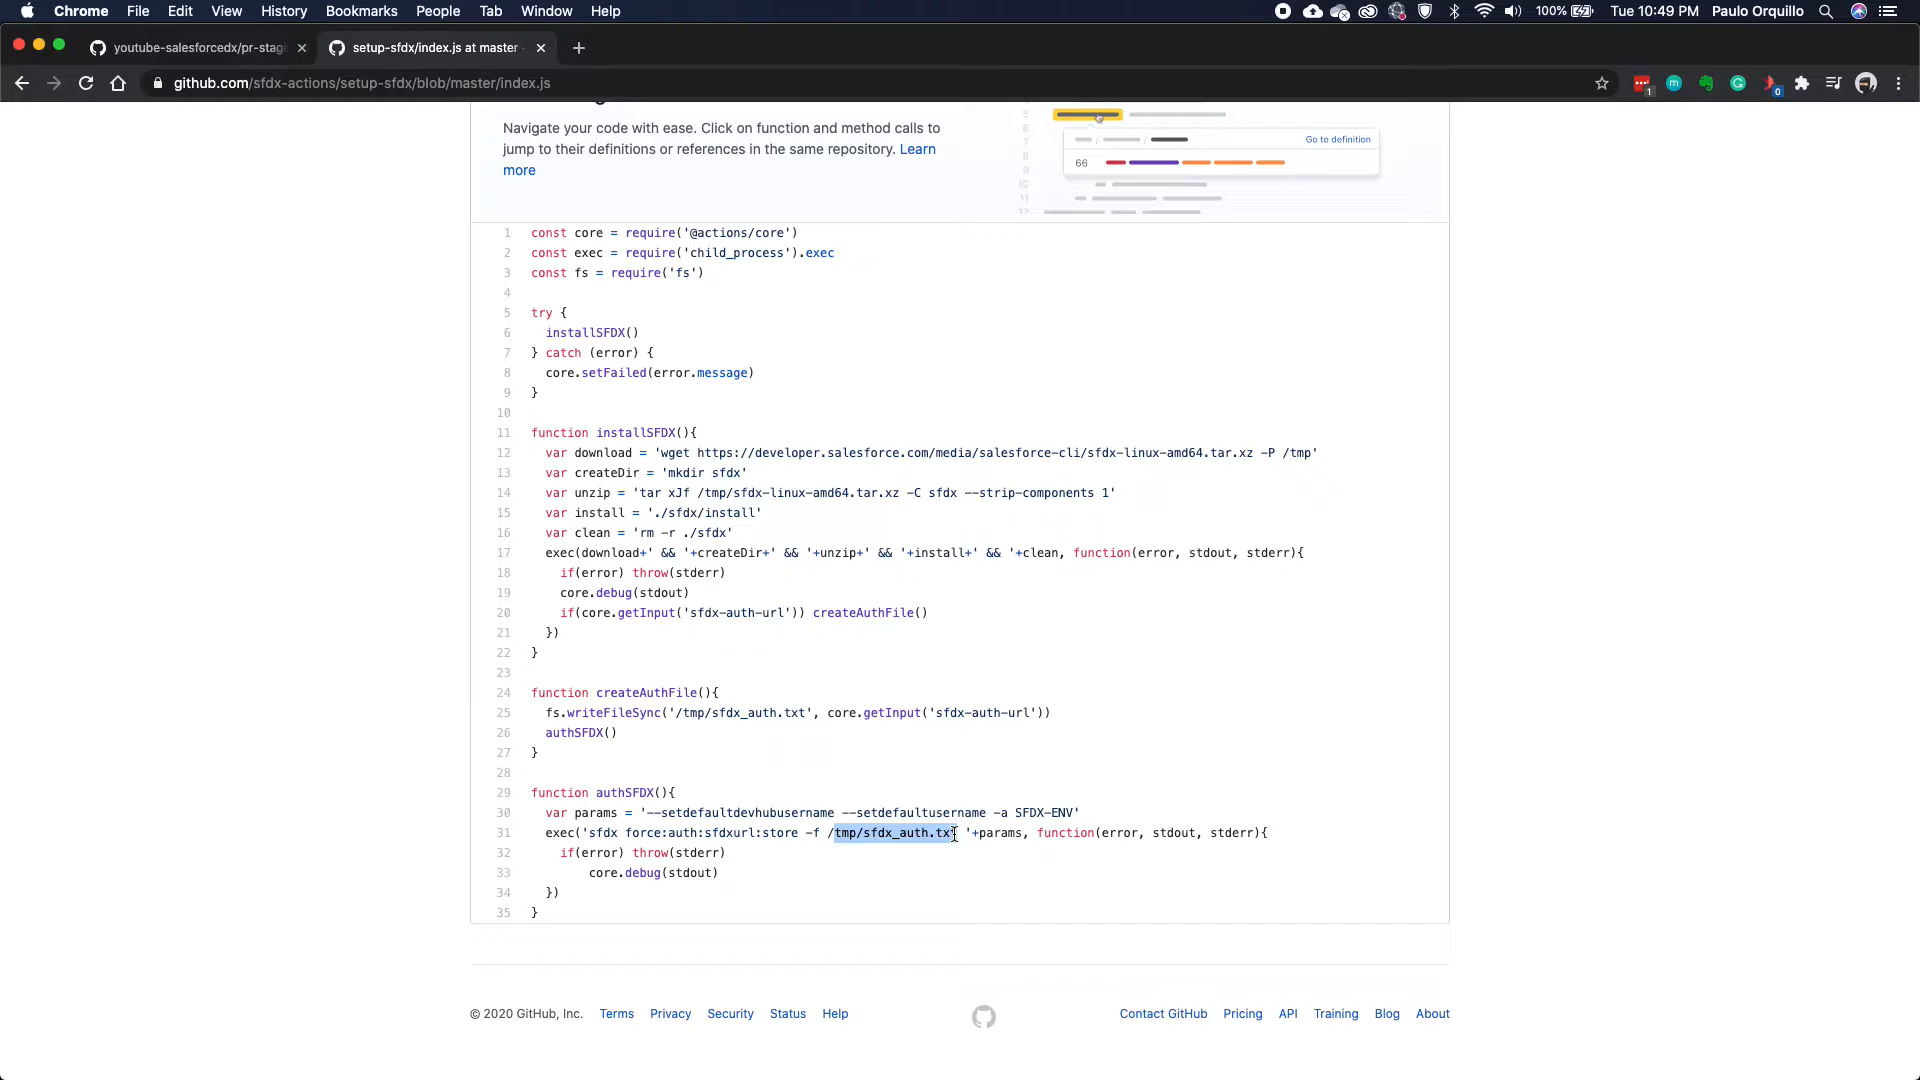 Chrome File Edit View History Bookmarks People Tab Window Help 100% Tue 10:49 PM Paulo Orquillo
youtube-salesforcedx/pr-stagi setup-sfdx/index.js at master
github.com/sfdx-actions/setup-sfdx/blob/master/index.js 1 0
Navigate your code with ease. Click on function and method calls to
jump to their definitions or references in the same repository. Learn
more
Go to definition
66
1 const core = require('@actions/core')
2 const exec = require('child_process').exec
3 const fs = require('fs')
4
5 try {
6 installSFDX()
7 } catch (error) {
8 core.setFailed(error.message)
9 }
10
11 function installSFDX(){
12 var download = 'wget https://developer.salesforce.com/media/salesforce-cli/sfdx-linux-amd64.tar.xz -P /tmp'
13 var createDir = 'mkdir sfdx'
14 var unzip = 'tar xJf /tmp/sfdx-linux-amd64.tar.xz -C sfdx --strip-components 1'
15 var install = './sfdx/install'
16 var clean = 'rm -r ./sfdx'
17 exec(download+' && '+createDir+' && '+unzip+' && '+install+' && '+clean, function(error, stdout, stderr){
18 if(error) throw(stderr)
19 core.debug(stdout)
20 if(core.getInput('sfdx-auth-url')) createAuthFile()
21 })
22 }
23
24 function createAuthFile(){
25 fs.writeFileSync('/tmp/sfdx_auth.txt', core.getInput('sfdx-auth-url'))
26 authSFDX()
27 }
28
29 function authSFDX(){
30 var params = '--setdefaultdevhubusername --setdefaultusername -a SFDX-ENV'
31 exec('sfdx force:auth:sfdxurl:store -f /tmp/sfdx_auth.txt '+params, function(error, stdout, stderr){
32 if(error) throw(stderr)
33 core.debug(stdout)
34 })
35 }
© 2020 GitHub, Inc. Terms Privacy Security Status Help Contact GitHub Pricing API Training Blog About